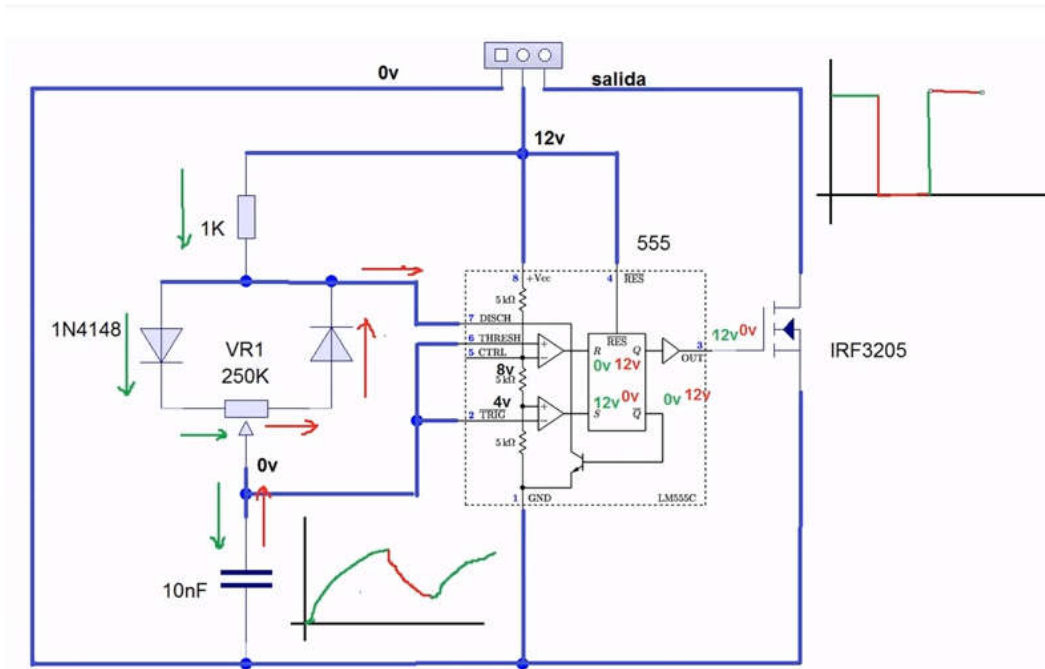 0v
salida
12v
1K
555
8 +Vcc
4 RES
5 kΩ
1N4148
7 DISCH
6 THRESH
5 CTRL
VR1
250K
RES
R Q
0v 12v
8v
5 kΩ
3
OUT
12v 0v
IRF3205
4v
12v 0v
0v 12v
2 TRIG
S Q
5 kΩ
0v
1 GND
LM555C
10nF